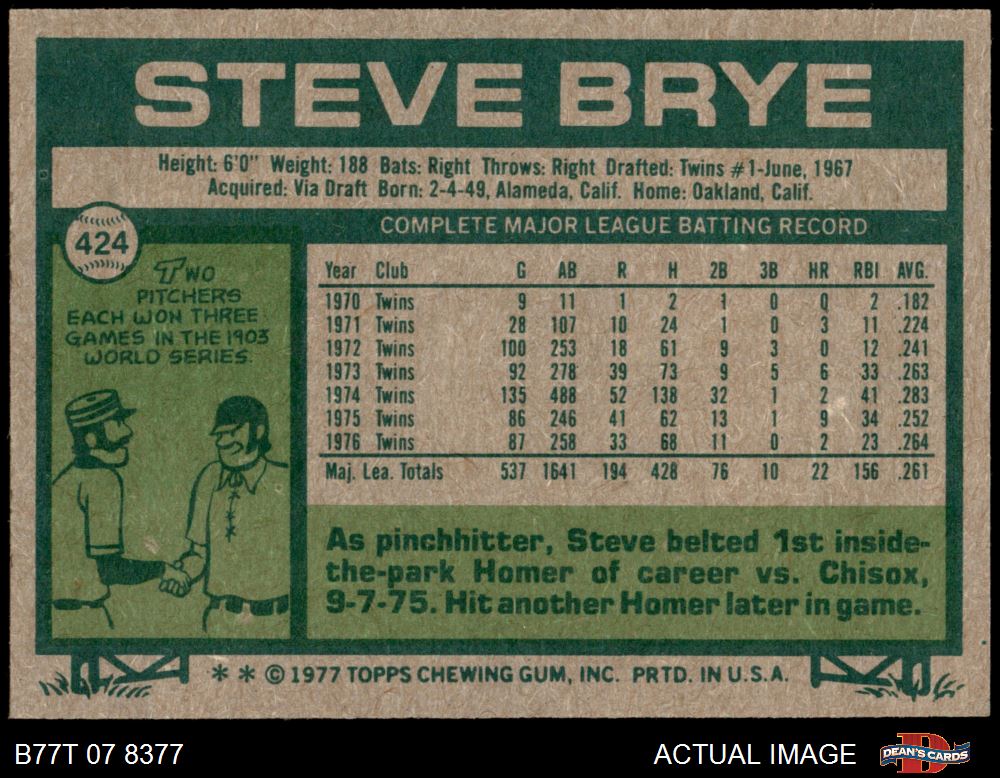 STEVE BRYE
Height: 6'0" Weight: 188 Bats: Right Throws: Right Drafted: Twins #1-June, 1967
Acquired: Via Draft Born: 2-4-49, Alameda, Calif. Home: Oakland, Calif.
424
TWO
PITCHERS
EACH WON THREE
GAMES IN THE 1903
WORLD SERIES.
COMPLETE MAJOR LEAGUE BATTING RECORD
Year Club G AB R H 2B 3B HR RBI AVG.
1970 Twins 9 11 1 2 1 0 0 2 .182
1971 Twins 28 107 10 24 1 0 3 11 .224
1972 Twins 100 253 18 61 9 3 0 12 .241
1973 Twins 92 278 39 73 9 5 6 33 .263
1974 Twins 135 488 52 138 32 1 2 41 .283
1975 Twins 86 246 41 62 13 1 9 34 .252
1976 Twins 87 258 33 68 11 0 2 23 .264
Maj. Lea. Totals 537 1641 194 428 76 10 22 156 .261
As pinchhitter, Steve belted 1st inside-
the-park Homer of career vs. Chisox,
9-7-75. Hit another Homer later in game.
* * © 1977 TOPPS CHEWING GUM, INC. PRTD. IN U.S.A.
B77T 07 8377
ACTUAL IMAGE
DEAN'S CARDS